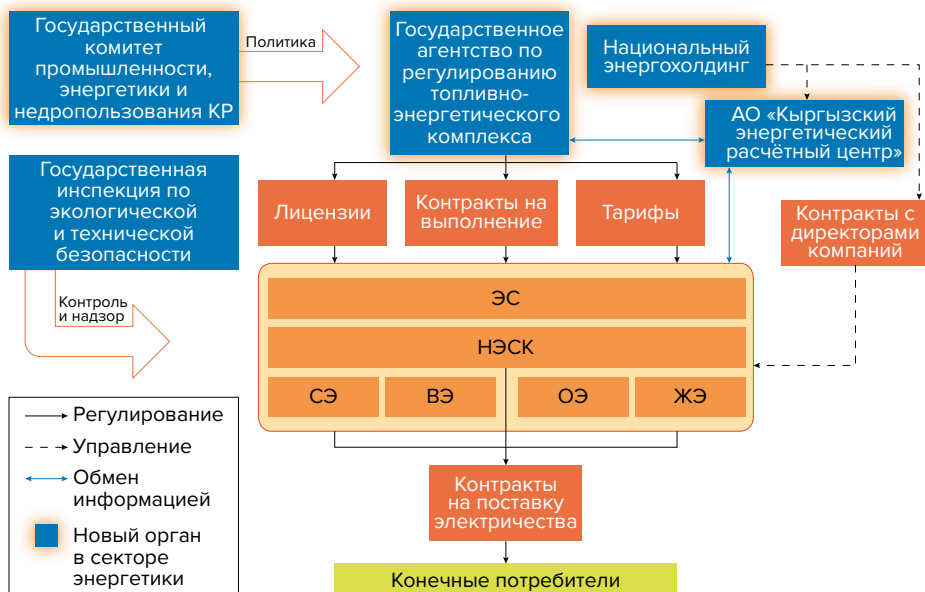 Государственный
комитет
промышленности,
энергетики и
недропользования КР
Политика
Государственное
агентство по
регулированию
топливно-
энергетического
комплекса
Национальный
энергохолдинг
АО «Кыргызский
энергетический
расчётный центр»
Государственная
инспекция по
экологической
и технической
безопасности
Лицензии
Контракты на
выполнение
Тарифы
Контракты с
директорами
компаний
Контроль
и надзор
ЭС
НЭСК
СЭ
ВЭ
ОЭ
ЖЭ
Регулирование
Управление
Обмен
информацией
Новый орган
в секторе
энергетики
Контракты
на поставку
электричества
Конечные потребители